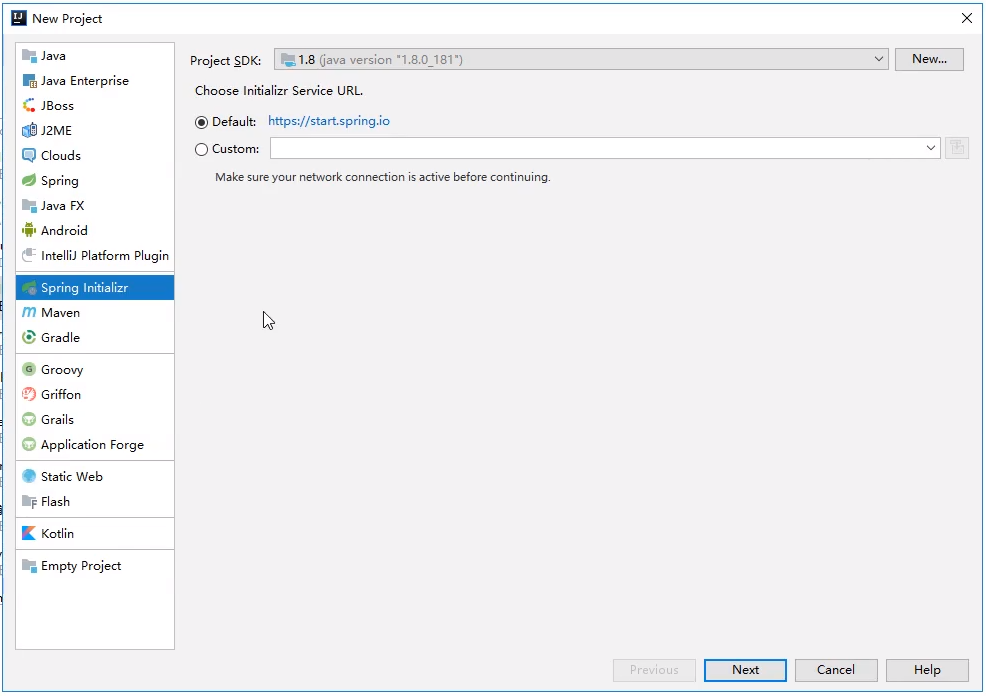 New Project
Java
Java Enterprise
JBoss
J2ME
Clouds
Spring
Java FX
Android
IntelliJ Platform Plugin
Spring Initializr
Maven
Gradle
Groovy
Griffon
Grails
Application Forge
Static Web
Flash
Kotlin
Empty Project
Project SDK: 1.8 (java version "1.8.0_181") New...
Choose Initializr Service URL.
Default: https://start.spring.io
Custom:
Make sure your network connection is active before continuing.
Previous Next Cancel Help